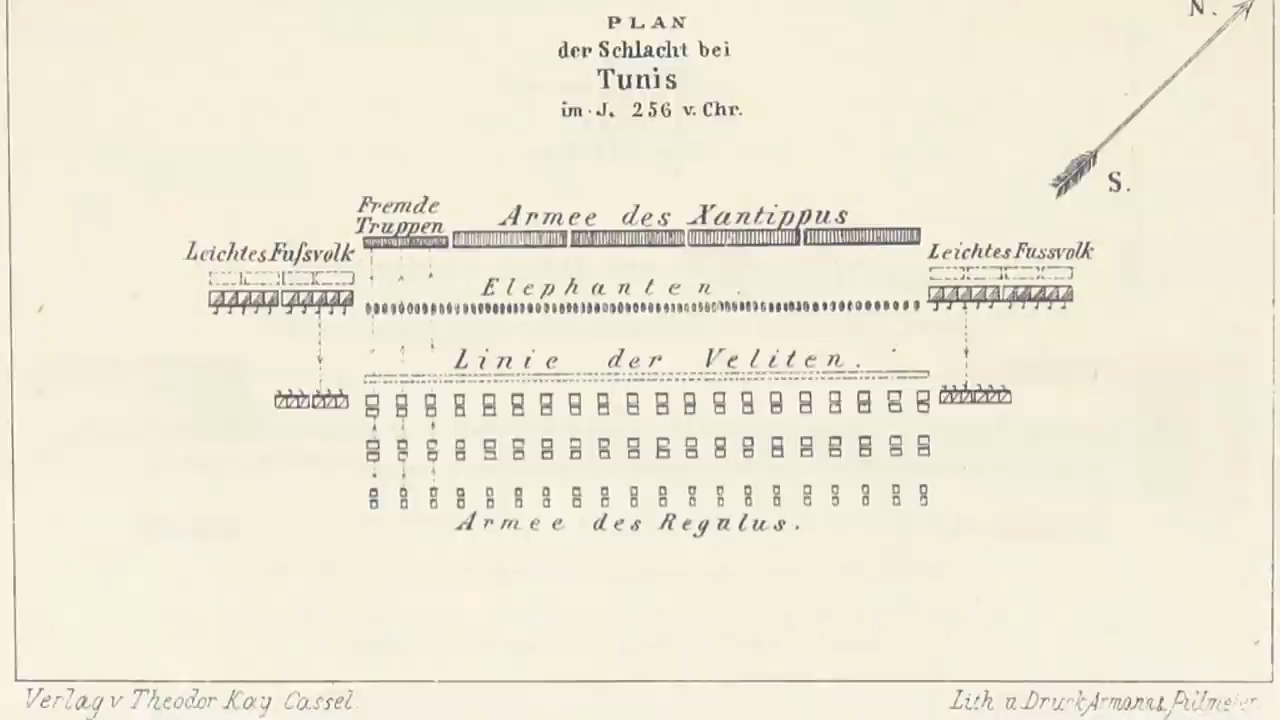 PLAN
der Schlacht bei
Tunis
im J. 256 v. Chr.
N.
S.
Fremde
Truppen
Armee des Xantippus
Leichtes Fuſsvolk
Leichtes Fussvolk
Elephanten.
Linie der Veliten.
Armee des Regulus.
Verlag v Theodor Kay Cassel.
Lith u Druck